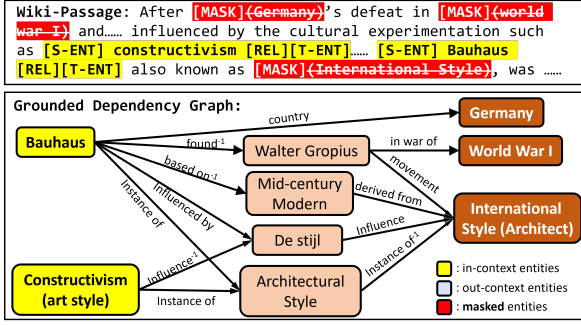 Wiki-Passage: After [MASK](Germany)'s defeat in [MASK](world
war I) and…… influenced by the cultural experimentation such
as [S-ENT] constructivism [REL][T-ENT]…… [S-ENT] Bauhaus
[REL][T-ENT] also known as [MASK](International Style), was ……
Grounded Dependency Graph:
country
Germany
Bauhaus
found⁻¹
Walter Gropius
in war of
World War I
based on⁻¹
movement
Mid-century
Modern
derived from
Influenced by
Instance of
International
Style (Architect)
De stijl
Influence
Influence⁻¹
Instance of⁻¹
Constructivism
(art style)
Instance of
Architectural
Style
: in-context entities
: out-context entities
: masked entities